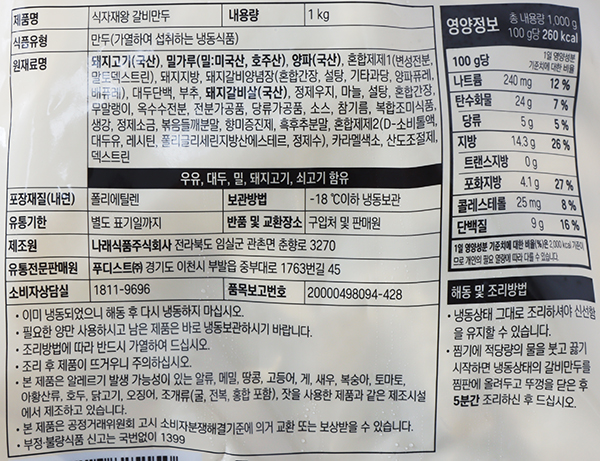 제품명 식자재왕 갈비만두 내용량 1 kg
식품유형 만두(가열하여 섭취하는 냉동식품)
원재료명 돼지고기(국산), 밀가루(밀:미국산, 호주산), 양파(국산), 혼합제제1(변성전분,
말토덱스트린), 돼지지방, 돼지갈비양념장(혼합간장, 설탕, 기타과당, 양파퓨레,
배퓨레), 대두단백, 부추, 돼지갈비살(국산), 정제우지, 마늘, 설탕, 혼합간장,
무말랭이, 옥수수전분, 전분가공품, 당류가공품, 소스, 참기름, 복합조미식품,
생강, 정제소금, 볶음들깨분말, 향미증진제, 흑후추분말, 혼합제제2(D-소비톨액,
대두유, 레시틴, 폴리글리세린지방산에스테르, 정제수), 카라멜색소, 산도조절제,
덱스트린
우유, 대두, 밀, 돼지고기, 쇠고기 함유
포장재질(내면) 폴리에틸렌 보관방법 -18 ℃이하 냉동보관
유통기한 별도 표기일까지 반품 및 교환장소 구입처 및 판매원
제조원 나래식품주식회사 전라북도 임실군 관촌면 춘향로 3270
유통전문판매원 푸디스트㈜ 경기도 이천시 부발읍 중부대로 1763번길 45
소비자상담실 1811-9696 품목보고번호 20000498094-428
• 이미 냉동되었으니 해동 후 다시 냉동하지 마십시오.
• 필요한 양만 사용하시고 남은 제품은 바로 냉동보관하시기 바랍니다.
• 조리방법에 따라 반드시 가열하여 드십시오.
• 조리 후 제품이 뜨거우니 주의하십시오.
• 본 제품은 알레르기 발생 가능성이 있는 알류, 메밀, 땅콩, 고등어, 게, 새우, 복숭아, 토마토,
아황산류, 호두, 닭고기, 오징어, 조개류(굴, 전복, 홍합 포함), 잣을 사용한 제품과 같은 제조시설
에서 제조하고 있습니다.
• 본 제품은 공정거래위원회 고시 소비자분쟁해결기준에 의거 교환 또는 보상받을 수 있습니다.
• 부정·불량식품 신고는 국번없이 1399
영양정보 총 내용량 1,000 g
100 g당 260 kcal
100 g당 1일 영양성분
기준치에 대한 비율
나트륨 240 mg 12 %
탄수화물 24 g 7 %
당류 5 g 5 %
지방 14.3 g 26 %
트랜스지방 0 g
포화지방 4.1 g 27 %
콜레스테롤 25 mg 8 %
단백질 9 g 16 %
1일 영양성분 기준치에 대한 비율(%)은 2,000 kcal 기준이
므로 개인의 필요 열량에 따라 다를 수 있습니다.
해동 및 조리방법
• 냉동상태 그대로 조리하셔야 신선함
을 유지할 수 있습니다.
• 찜기에 적당량의 물을 붓고 끓기
시작하면 냉동상태의 갈비만두를
찜판에 올려두고 뚜껑을 닫은 후
5분간 조리하신 후 드십시오.